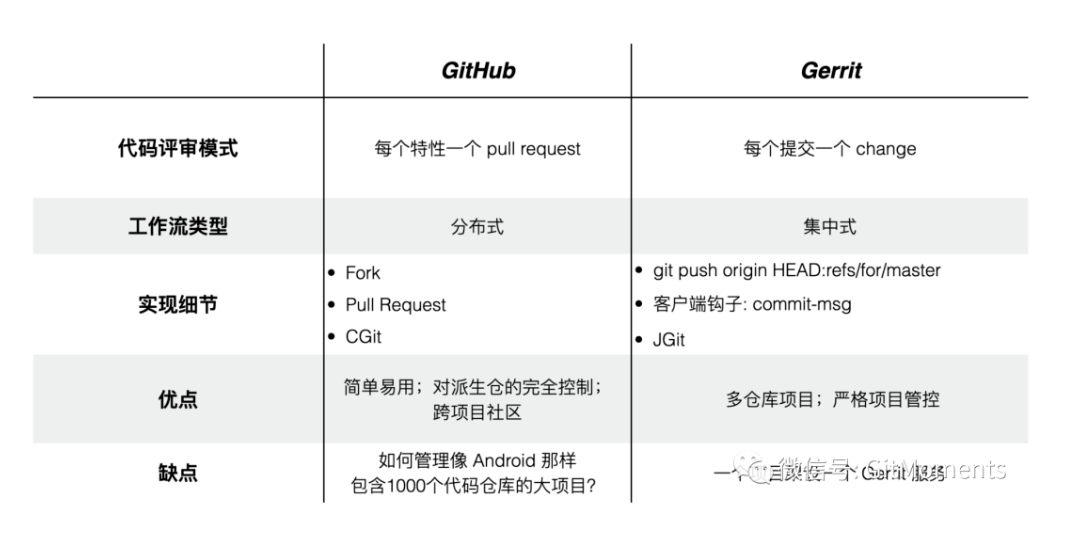 GitHub
Gerrit
代码评审模式
每个特性一个 pull request
每个提交一个 change
工作流类型
分布式
集中式
实现细节
• Fork
• Pull Request
• CGit
• git push origin HEAD:refs/for/master
• 客户端钩子: commit-msg
• JGit
优点
简单易用；对派生仓的完全控制；
跨项目社区
多仓库项目；严格项目管控
缺点
如何管理像 Android 那样
包含1000个代码仓库的大项目?
一个 一个 Gerrit 服务
微信号: GitMoments